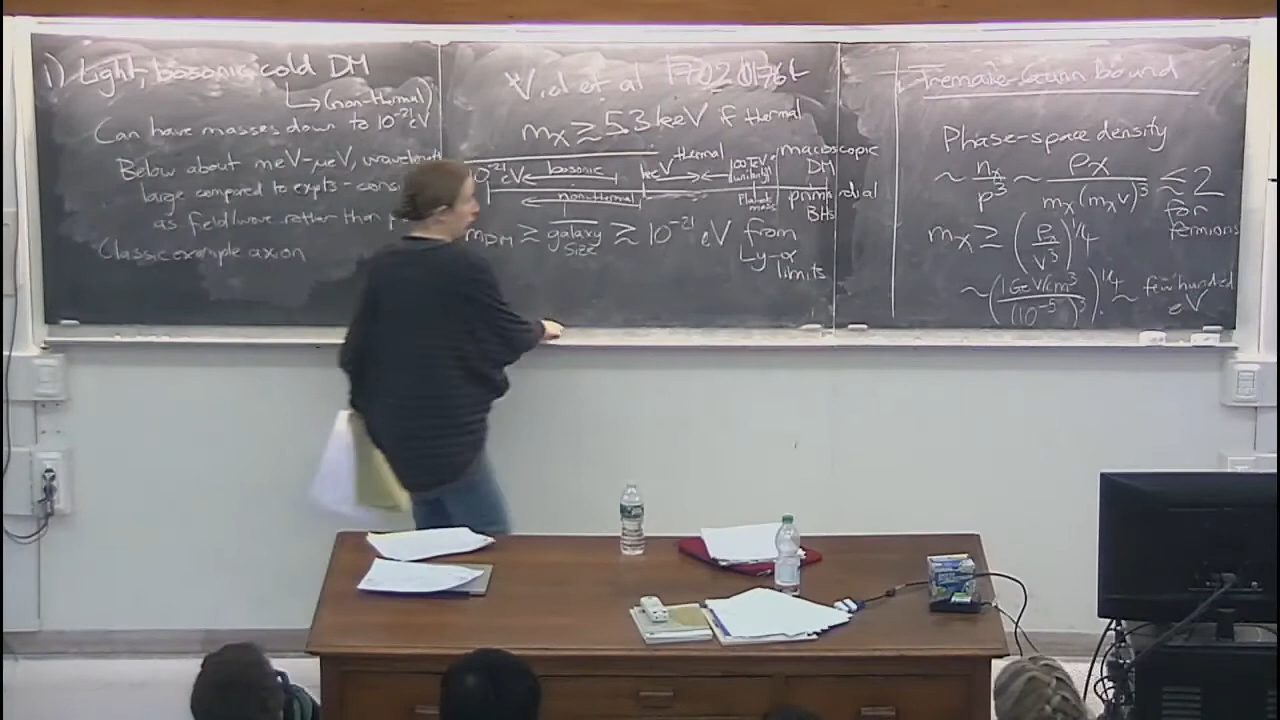 1) Light, bosonic, cold DM
(non-thermal)
Can have masses down to 10^-21 eV
Below about meV-μeV, wavelength
large compared to expts - cons
as field/wave rather than
Classic example axion
Viel et al 1702.01764
m_χ ≳ 5.3 keV if thermal
10^-21 eV bosonic keV thermal 100 TeV macroscopic DM
non-thermal Planck mass primordial BHs
m_DM ≳ galaxy size ≳ 10^-21 eV from Ly-α limits
Tremaine-Gunn Bound
Phase-space density
~ n_χ/p^3 ~ ρ_χ/(m_χ(m_χ v)^3) ≲ 2 for fermions
m_χ ≳ (ρ_χ/v^3)^1/4
~ (1 GeV/cm^3/(10^-5)^3)^1/4 ~ few hundred eV